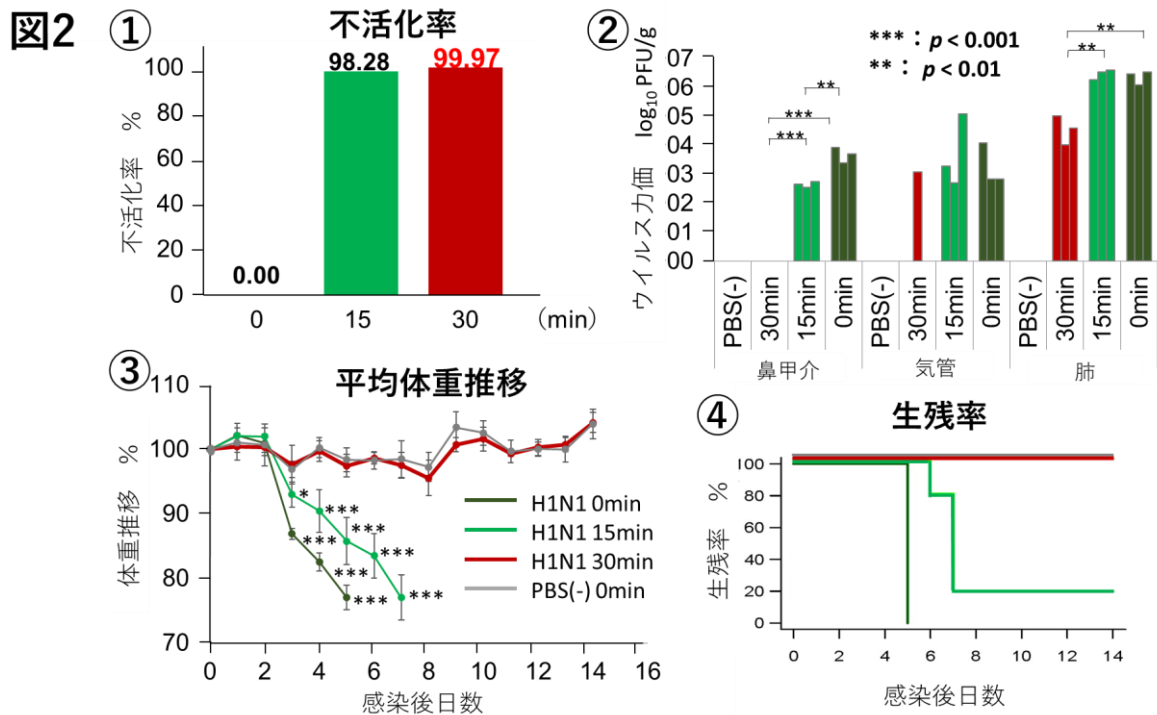 図2
① 不活化率
不活化率 %
100
80
60
40
20
0
0.00
98.28
99.97
0 15 30 (min)
② ***：p < 0.001
**：p < 0.01
ウイルス力価 log10 PFU/g
07
06
05
04
03
02
01
00
***
***
**
**
**
PBS(-) 30min 15min 0min PBS(-) 30min 15min 0min PBS(-) 30min 15min 0min
鼻甲介 気管 肺
③ 平均体重推移
体重推移 %
110
100
90
80
70
*
***
***
***
***
***
***
***
H1N1 0min
H1N1 15min
H1N1 30min
PBS(-) 0min
0 2 4 6 8 10 12 14 16
感染後日数
④ 生残率
生残率 %
100
80
60
40
20
0
0 2 4 6 8 10 12 14
感染後日数